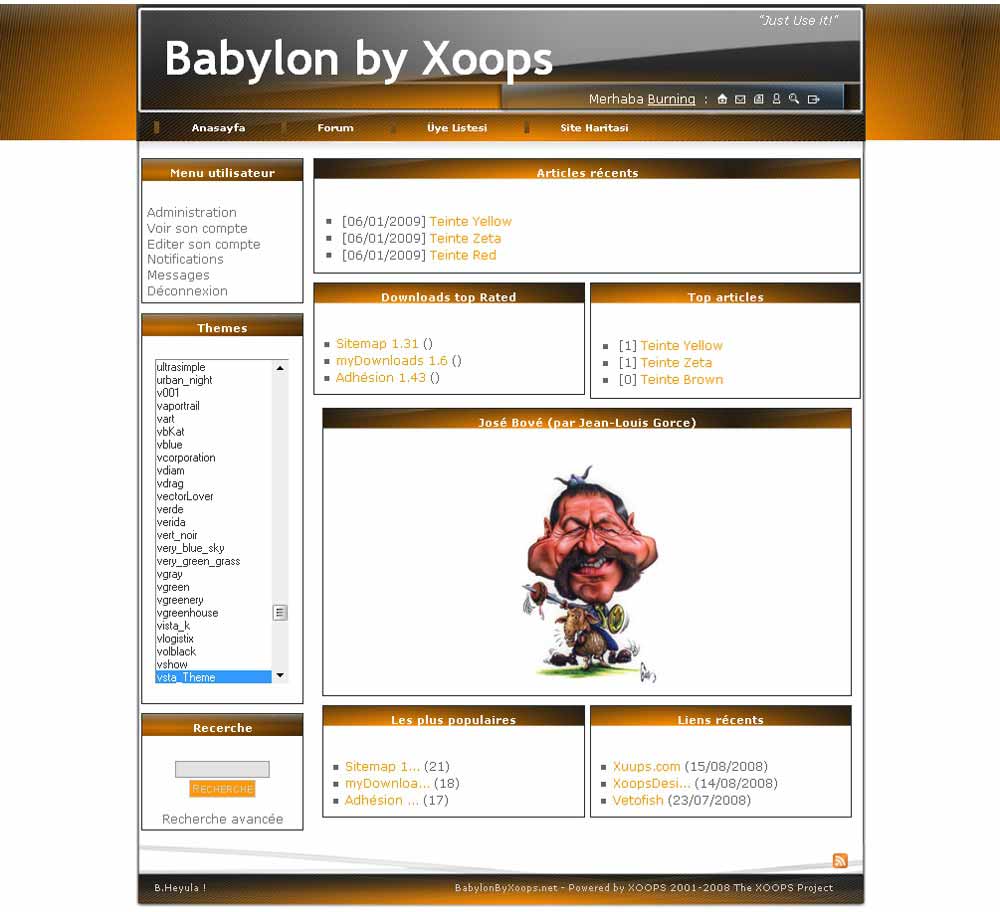 "Just Use it!"
Babylon by Xoops
Merhaba Burning :
Anasayfa Forum Üye Listesi Site Haritasi
Menu utilisateur
Administration
Voir son compte
Editer son compte
Notifications
Messages
Déconnexion
Articles récents
[06/01/2009] Teinte Yellow
[06/01/2009] Teinte Zeta
[06/01/2009] Teinte Red
Downloads top Rated
Sitemap 1.31 ()
myDownloads 1.6 ()
Adhésion 1.43 ()
Top articles
[1] Teinte Yellow
[1] Teinte Zeta
[0] Teinte Brown
Themes
ultrasimple
urban_night
v001
vaportrail
vart
vbKat
vblue
vcorporation
vdiam
vdrag
vectorLover
verde
verida
vert_noir
very_blue_sky
very_green_grass
vgray
vgreen
vgreenery
vgreenhouse
vista_k
vlogistix
volblack
vshow
vsta_Theme
José Bové (par Jean-Louis Gorce)
Recerche
Recherche
Recherche avancée
Les plus populaires
Sitemap 1... (21)
myDownloa... (18)
Adhésion ... (17)
Liens récents
Xuups.com (15/08/2008)
XoopsDesi... (14/08/2008)
Vetofish (23/07/2008)
B.Heyula !
BabylonByXoops.net - Powered by XOOPS 2001-2008 The XOOPS Project